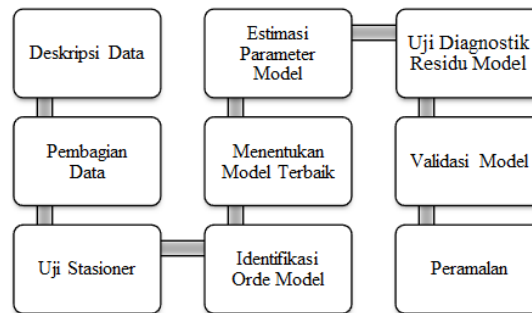 Deskripsi Data
Pembagian
Data
Uji Stasioner
Identifikasi
Orde Model
Menentukan
Model Terbaik
Estimasi
Parameter
Model
Uji Diagnostik
Residu Model
Validasi Model
Peramalan